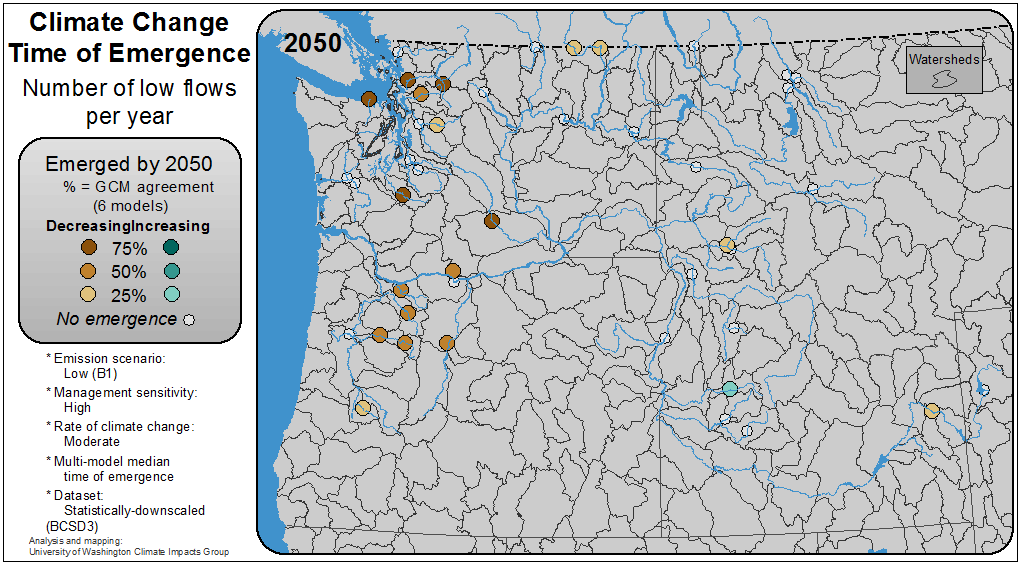 Climate Change
Time of Emergence
Number of low flows
per year
Emerged by 2050
% = GCM agreement
(6 models)
DecreasingIncreasing
75%
50%
25%
No emergence
* Emission scenario:
Low (B1)
* Management sensitivity:
High
* Rate of climate change:
Moderate
* Multi-model median
time of emergence
* Dataset:
Statistically-downscaled
(BCSD3)
Analysis and mapping:
University of Washington Climate Impacts Group
2050
Watersheds